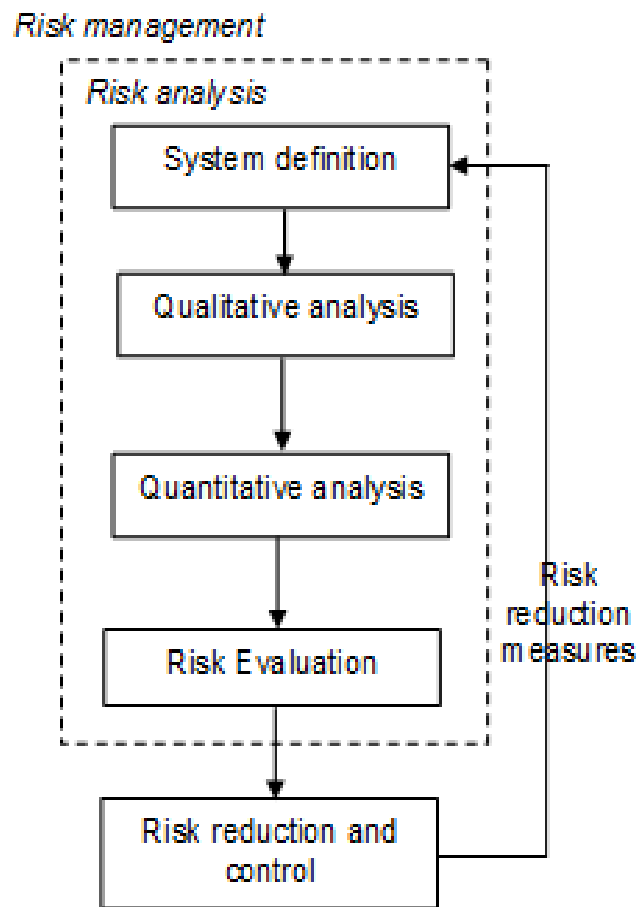 Risk management
Risk analysis
System definition
Qualitative analysis
Quantitative analysis
Risk Evaluation
Risk
reduction
measures
Risk reduction and
control